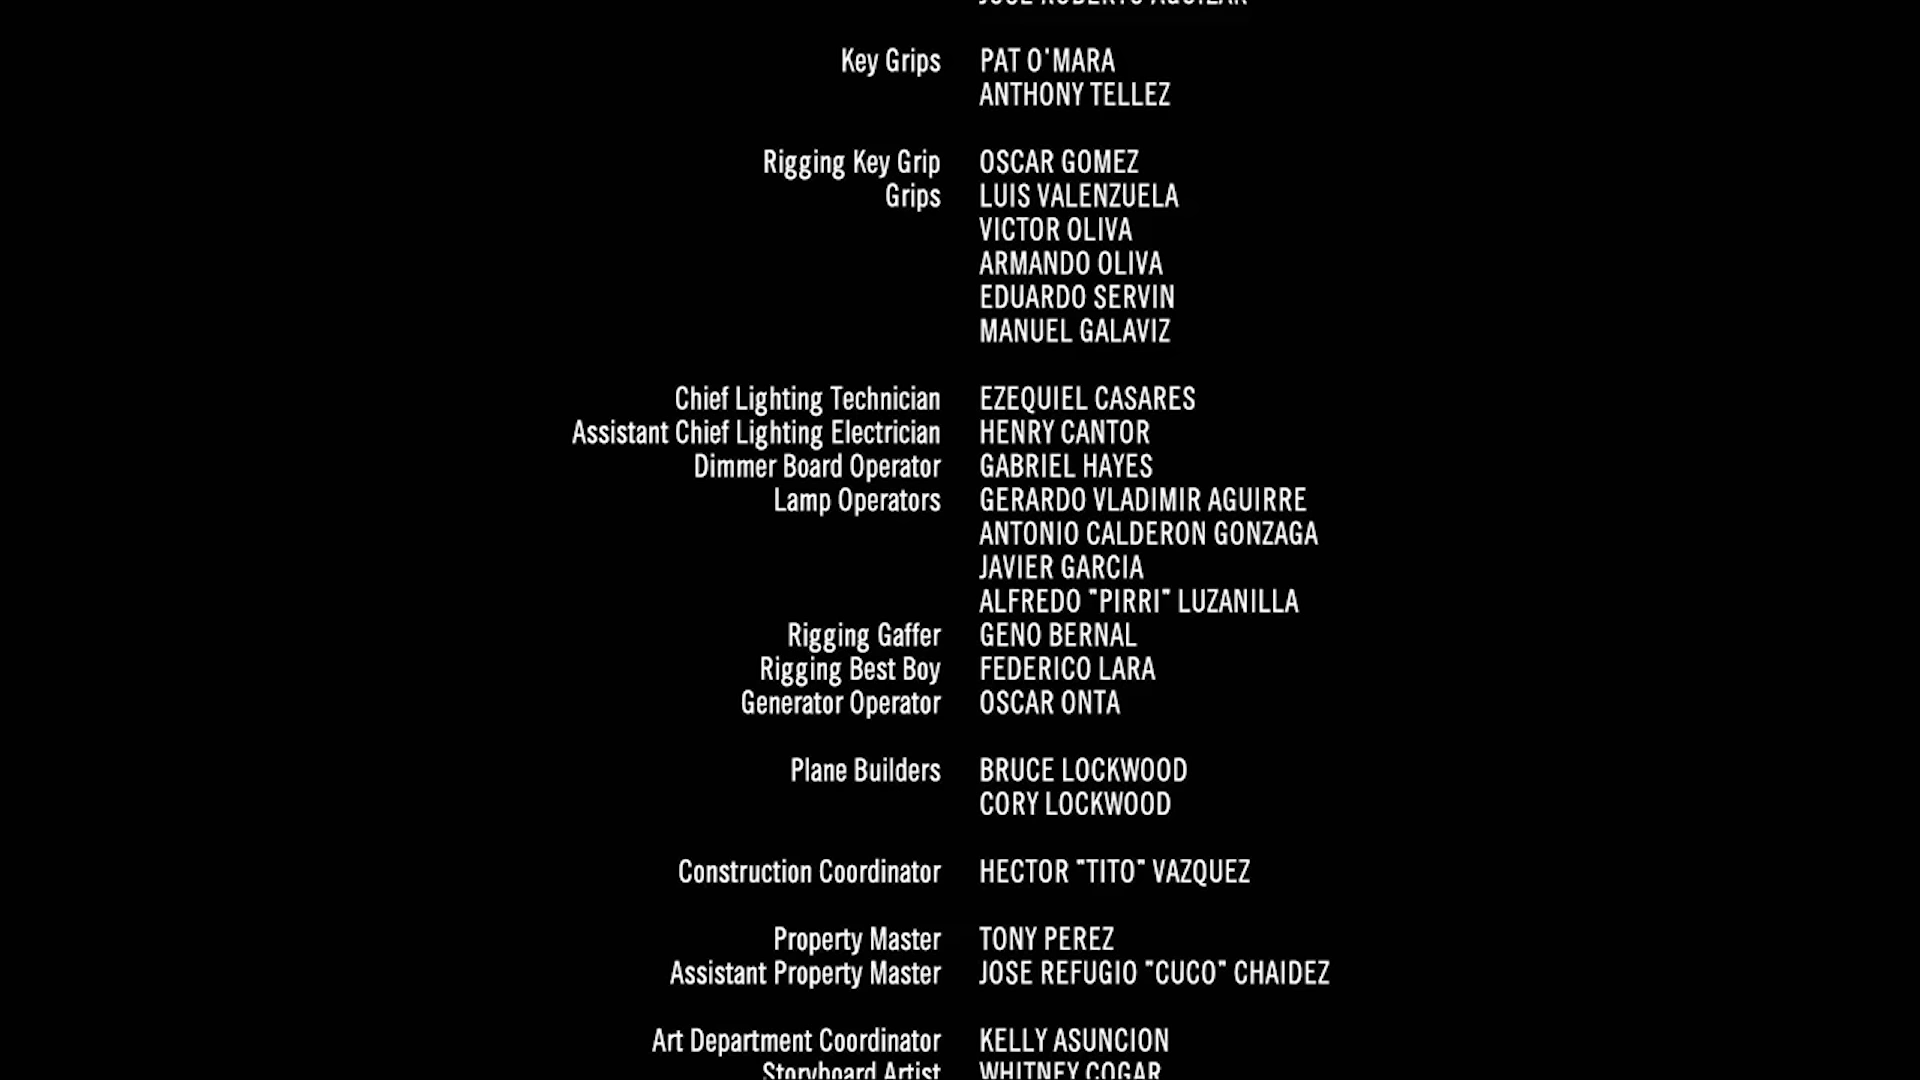 JOSE ROBERTO AGUILAR
Key Grips PAT O'MARA
ANTHONY TELLEZ
Rigging Key Grip OSCAR GOMEZ
Grips LUIS VALENZUELA
VICTOR OLIVA
ARMANDO OLIVA
EDUARDO SERVIN
MANUEL GALAVIZ
Chief Lighting Technician EZEQUIEL CASARES
Assistant Chief Lighting Electrician HENRY CANTOR
Dimmer Board Operator GABRIEL HAYES
Lamp Operators GERARDO VLADIMIR AGUIRRE
ANTONIO CALDERON GONZAGA
JAVIER GARCIA
ALFREDO "PIRRI" LUZANILLA
Rigging Gaffer GENO BERNAL
Rigging Best Boy FEDERICO LARA
Generator Operator OSCAR ONTA
Plane Builders BRUCE LOCKWOOD
CORY LOCKWOOD
Construction Coordinator HECTOR "TITO" VAZQUEZ
Property Master TONY PEREZ
Assistant Property Master JOSE REFUGIO "CUCO" CHAIDEZ
Art Department Coordinator KELLY ASUNCION
Storyboard Artist WHITNEY COGAR